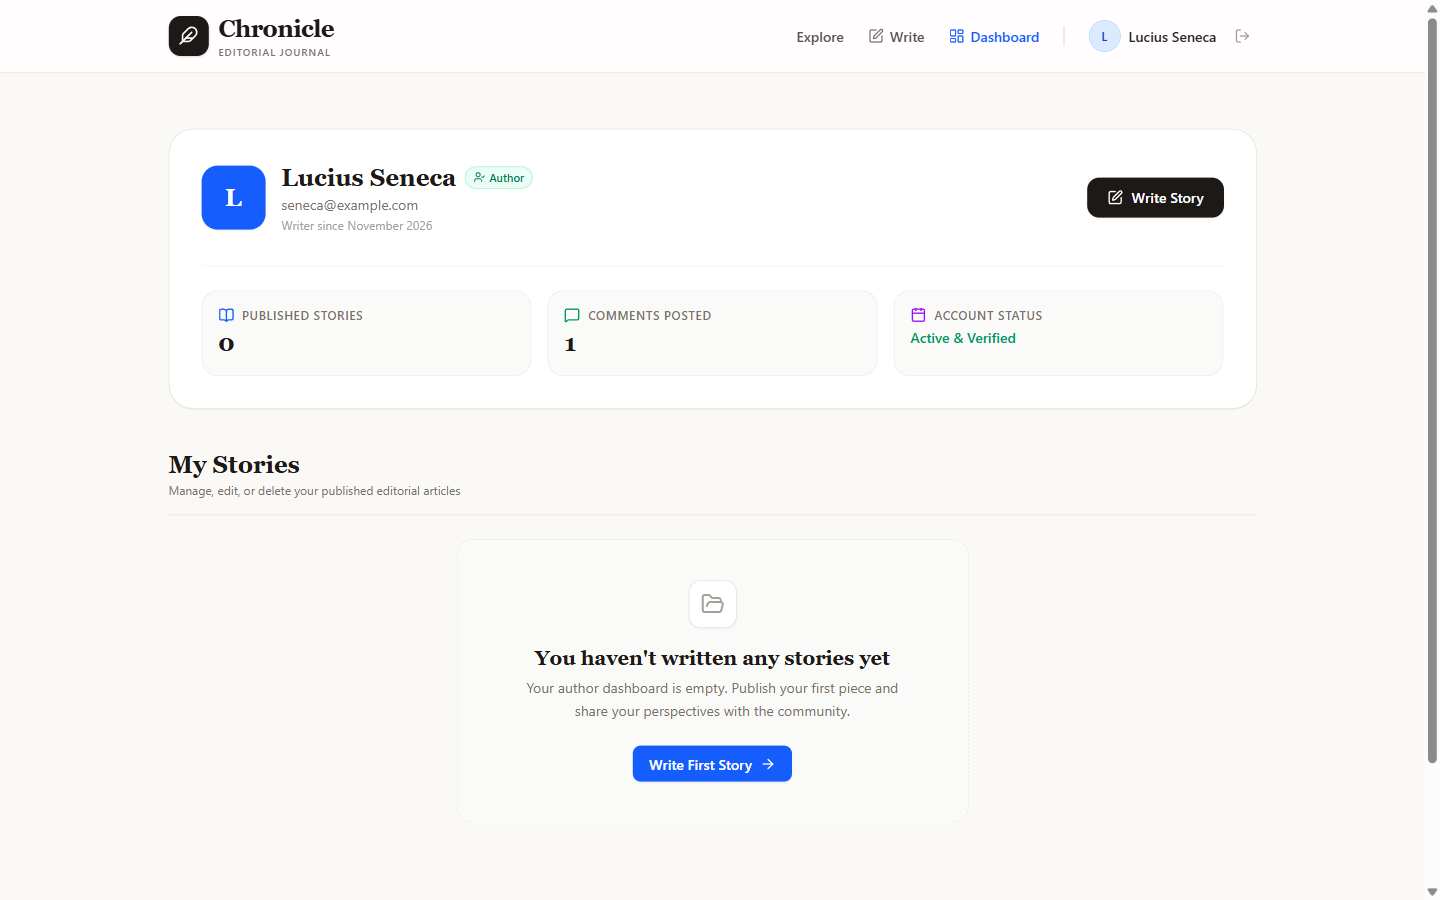 Chronicle
EDITORIAL JOURNAL
Explore
Write
Dashboard
L
Lucius Seneca
L
Lucius Seneca
Author
seneca@example.com
Writer since November 2026
Write Story
PUBLISHED STORIES
0
COMMENTS POSTED
1
ACCOUNT STATUS
Active & Verified
My Stories
Manage, edit, or delete your published editorial articles
You haven't written any stories yet
Your author dashboard is empty. Publish your first piece and
share your perspectives with the community.
Write First Story